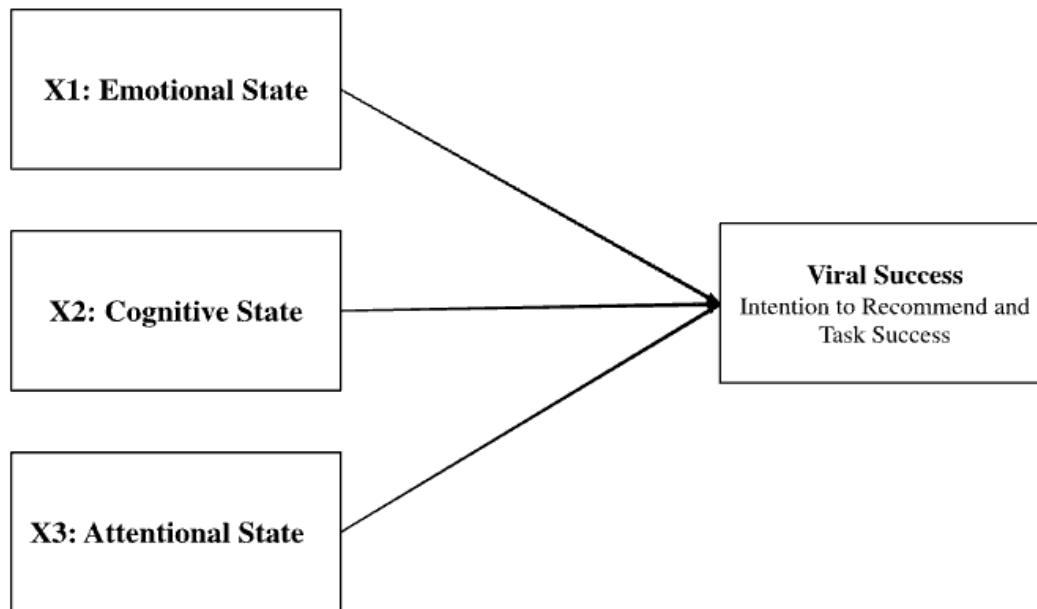 X1: Emotional State
X2: Cognitive State
Viral Success
Intention to Recommend and
Task Success
X3: Attentional State